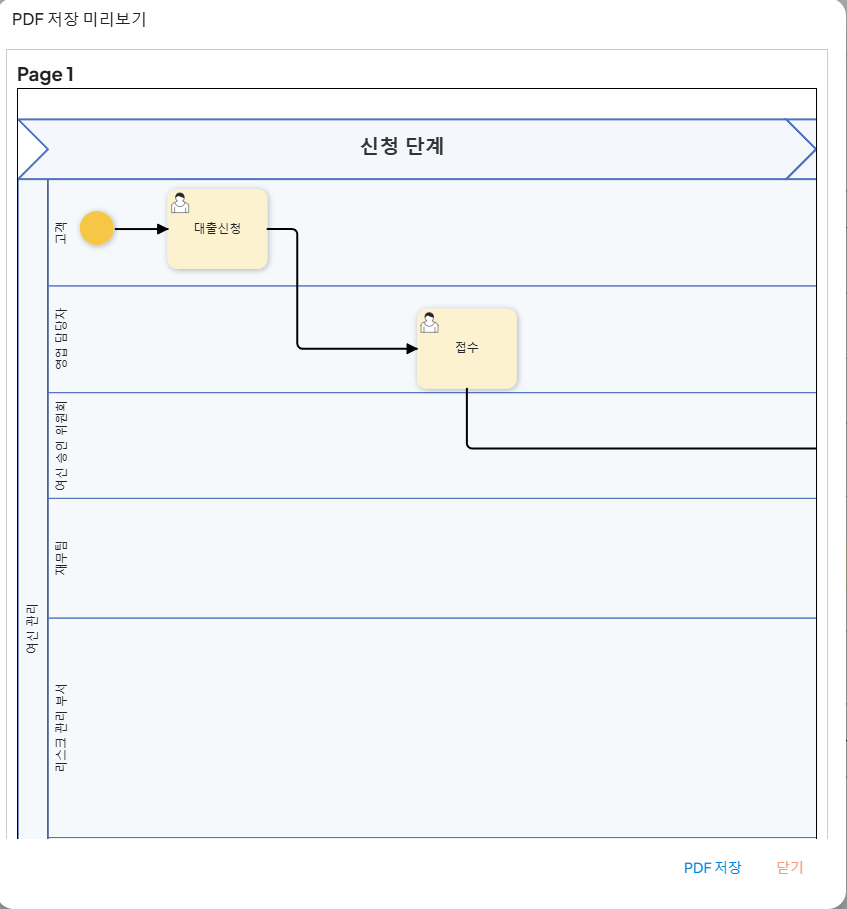 PDF 저장 미리보기
Page 1
신청 단계
고객
대출신청
영업 담당자
접수
여신 승인 위원회
재무팀
여신 관리
리스크 관리 부서
PDF 저장
닫기